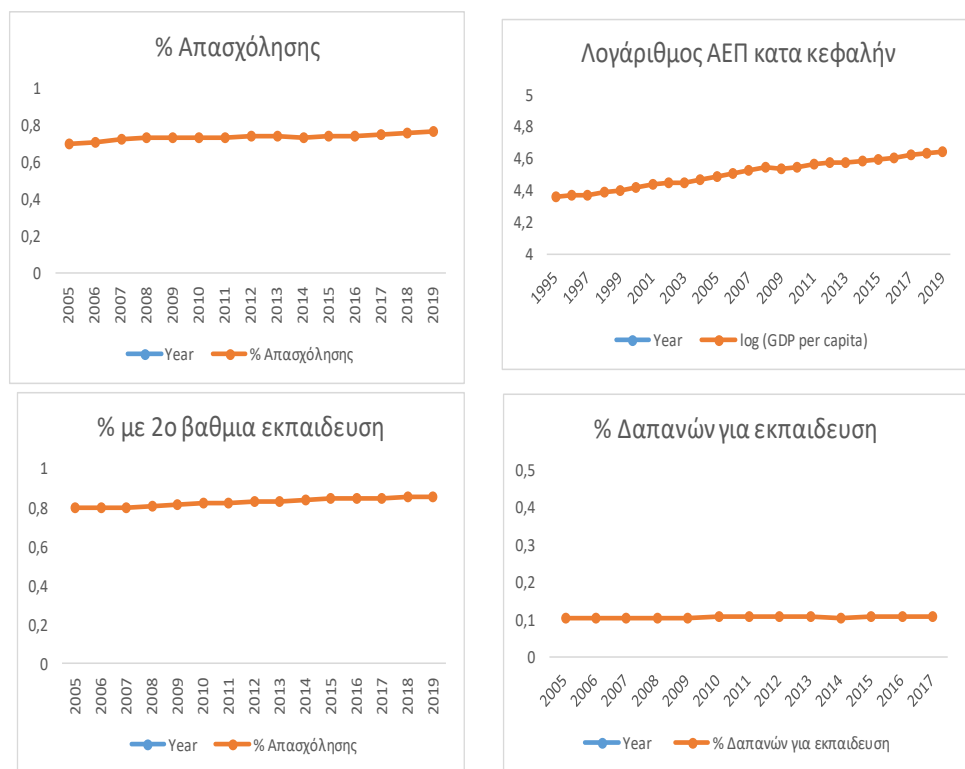 % Απασχόλησης
1
0,8
0,6
0,4
0,2
0
2005 2006 2007 2008 2009 2010 2011 2012 2013 2014 2015 2016 2017 2018 2019
Year % Απασχόλησης
Λογάριθμος ΑΕΠ κατα κεφαλήν
5
4,8
4,6
4,4
4,2
4
1995 1997 1999 2001 2003 2005 2007 2009 2011 2013 2015 2017 2019
Year log (GDP per capita)
% με 2ο βαθμια εκπαιδευση
1
0,8
0,6
0,4
0,2
0
2005 2006 2007 2008 2009 2010 2011 2012 2013 2014 2015 2016 2017 2018 2019
Year % Απασχόλησης
% Δαπανών για εκπαιδευση
0,5
0,4
0,3
0,2
0,1
0
2005 2006 2007 2008 2009 2010 2011 2012 2013 2014 2015 2016 2017
Year % Δαπανών για εκπαιδευση